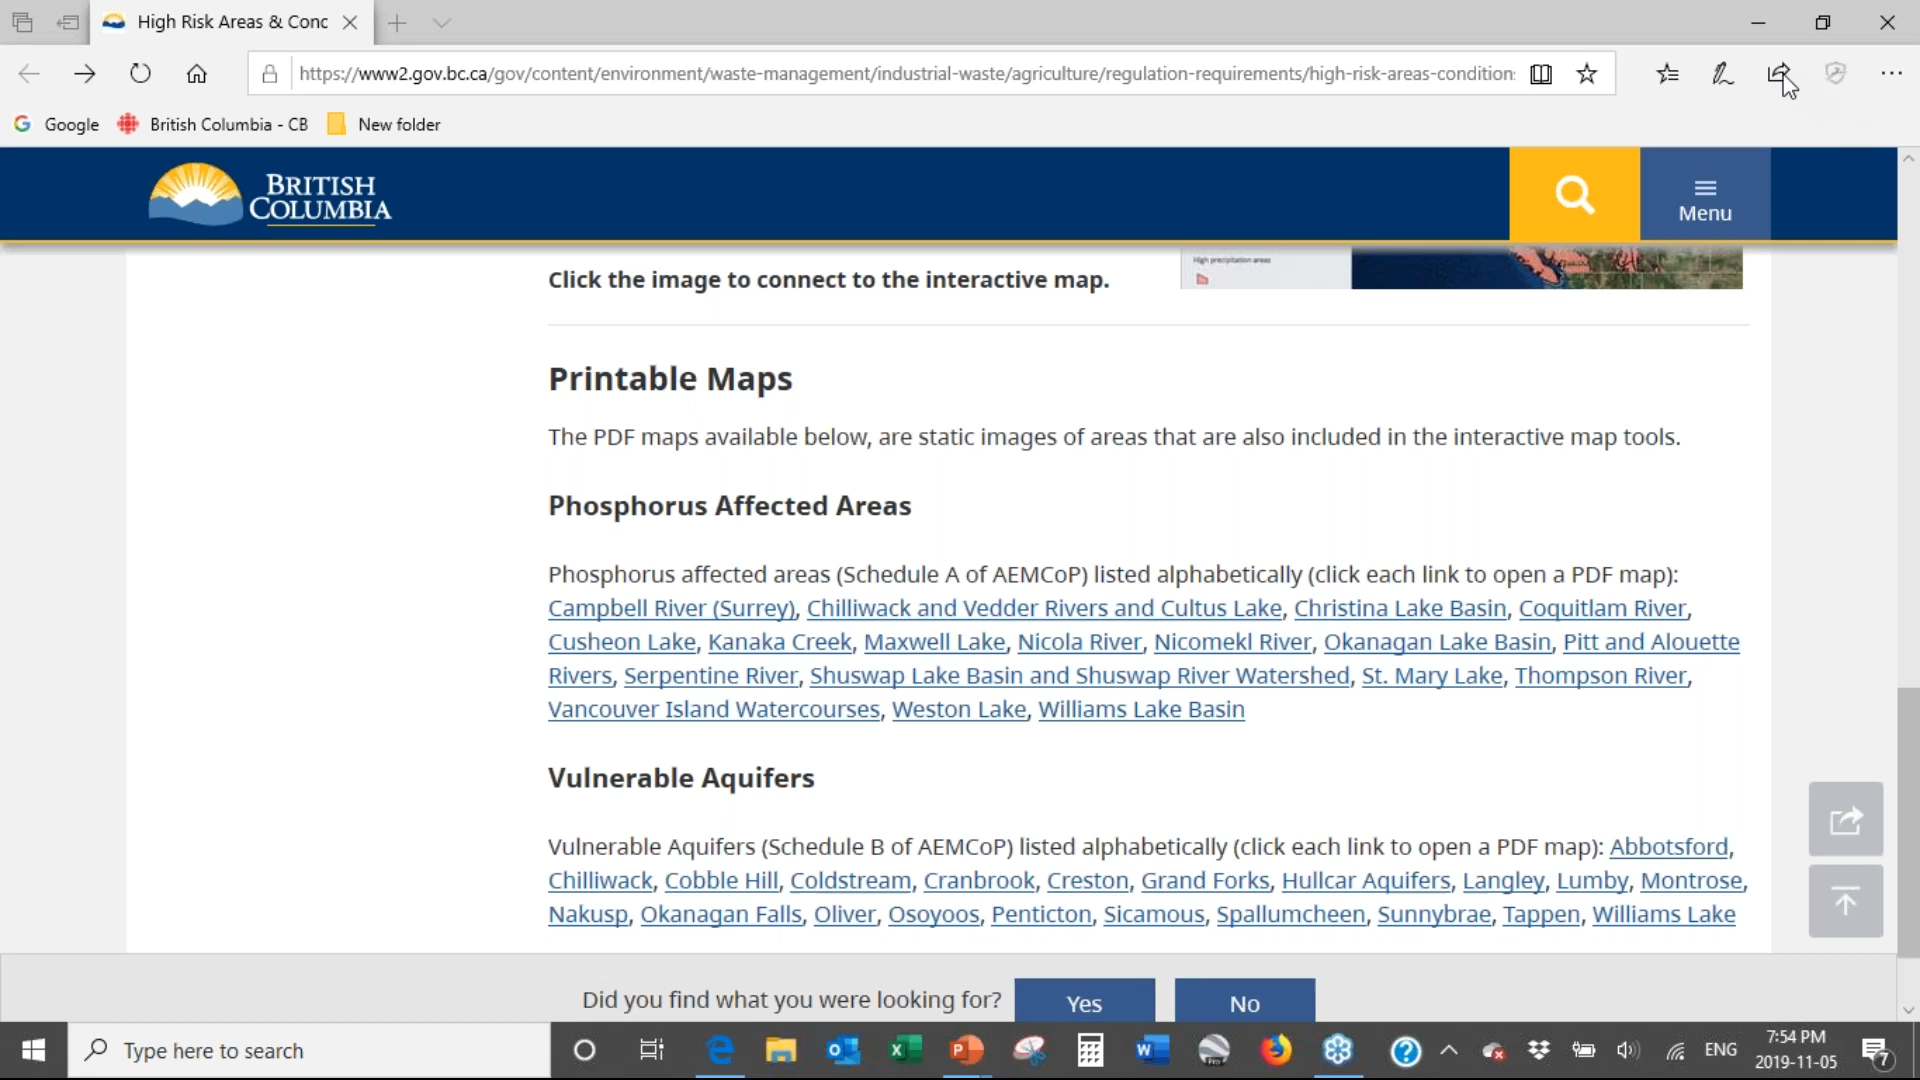 High Risk Areas & Conc
https://www2.gov.bc.ca/gov/content/environment/waste-management/industrial-waste/agriculture/regulation-requirements/high-risk-areas-condition
Google British Columbia - CB New folder
BRITISH
COLUMBIA
Menu
High precipitation areas
Click the image to connect to the interactive map.
Printable Maps
The PDF maps available below, are static images of areas that are also included in the interactive map tools.
Phosphorus Affected Areas
Phosphorus affected areas (Schedule A of AEMCoP) listed alphabetically (click each link to open a PDF map):
Campbell River (Surrey), Chilliwack and Vedder Rivers and Cultus Lake, Christina Lake Basin, Coquitlam River,
Cusheon Lake, Kanaka Creek, Maxwell Lake, Nicola River, Nicomekl River, Okanagan Lake Basin, Pitt and Alouette
Rivers, Serpentine River, Shuswap Lake Basin and Shuswap River Watershed, St. Mary Lake, Thompson River,
Vancouver Island Watercourses, Weston Lake, Williams Lake Basin
Vulnerable Aquifers
Vulnerable Aquifers (Schedule B of AEMCoP) listed alphabetically (click each link to open a PDF map): Abbotsford,
Chilliwack, Cobble Hill, Coldstream, Cranbrook, Creston, Grand Forks, Hullcar Aquifers, Langley, Lumby, Montrose,
Nakusp, Okanagan Falls, Oliver, Osoyoos, Penticton, Sicamous, Spallumcheen, Sunnybrae, Tappen, Williams Lake
Did you find what you were looking for? Yes No
Type here to search
ENG
7:54 PM
2019-11-05
7